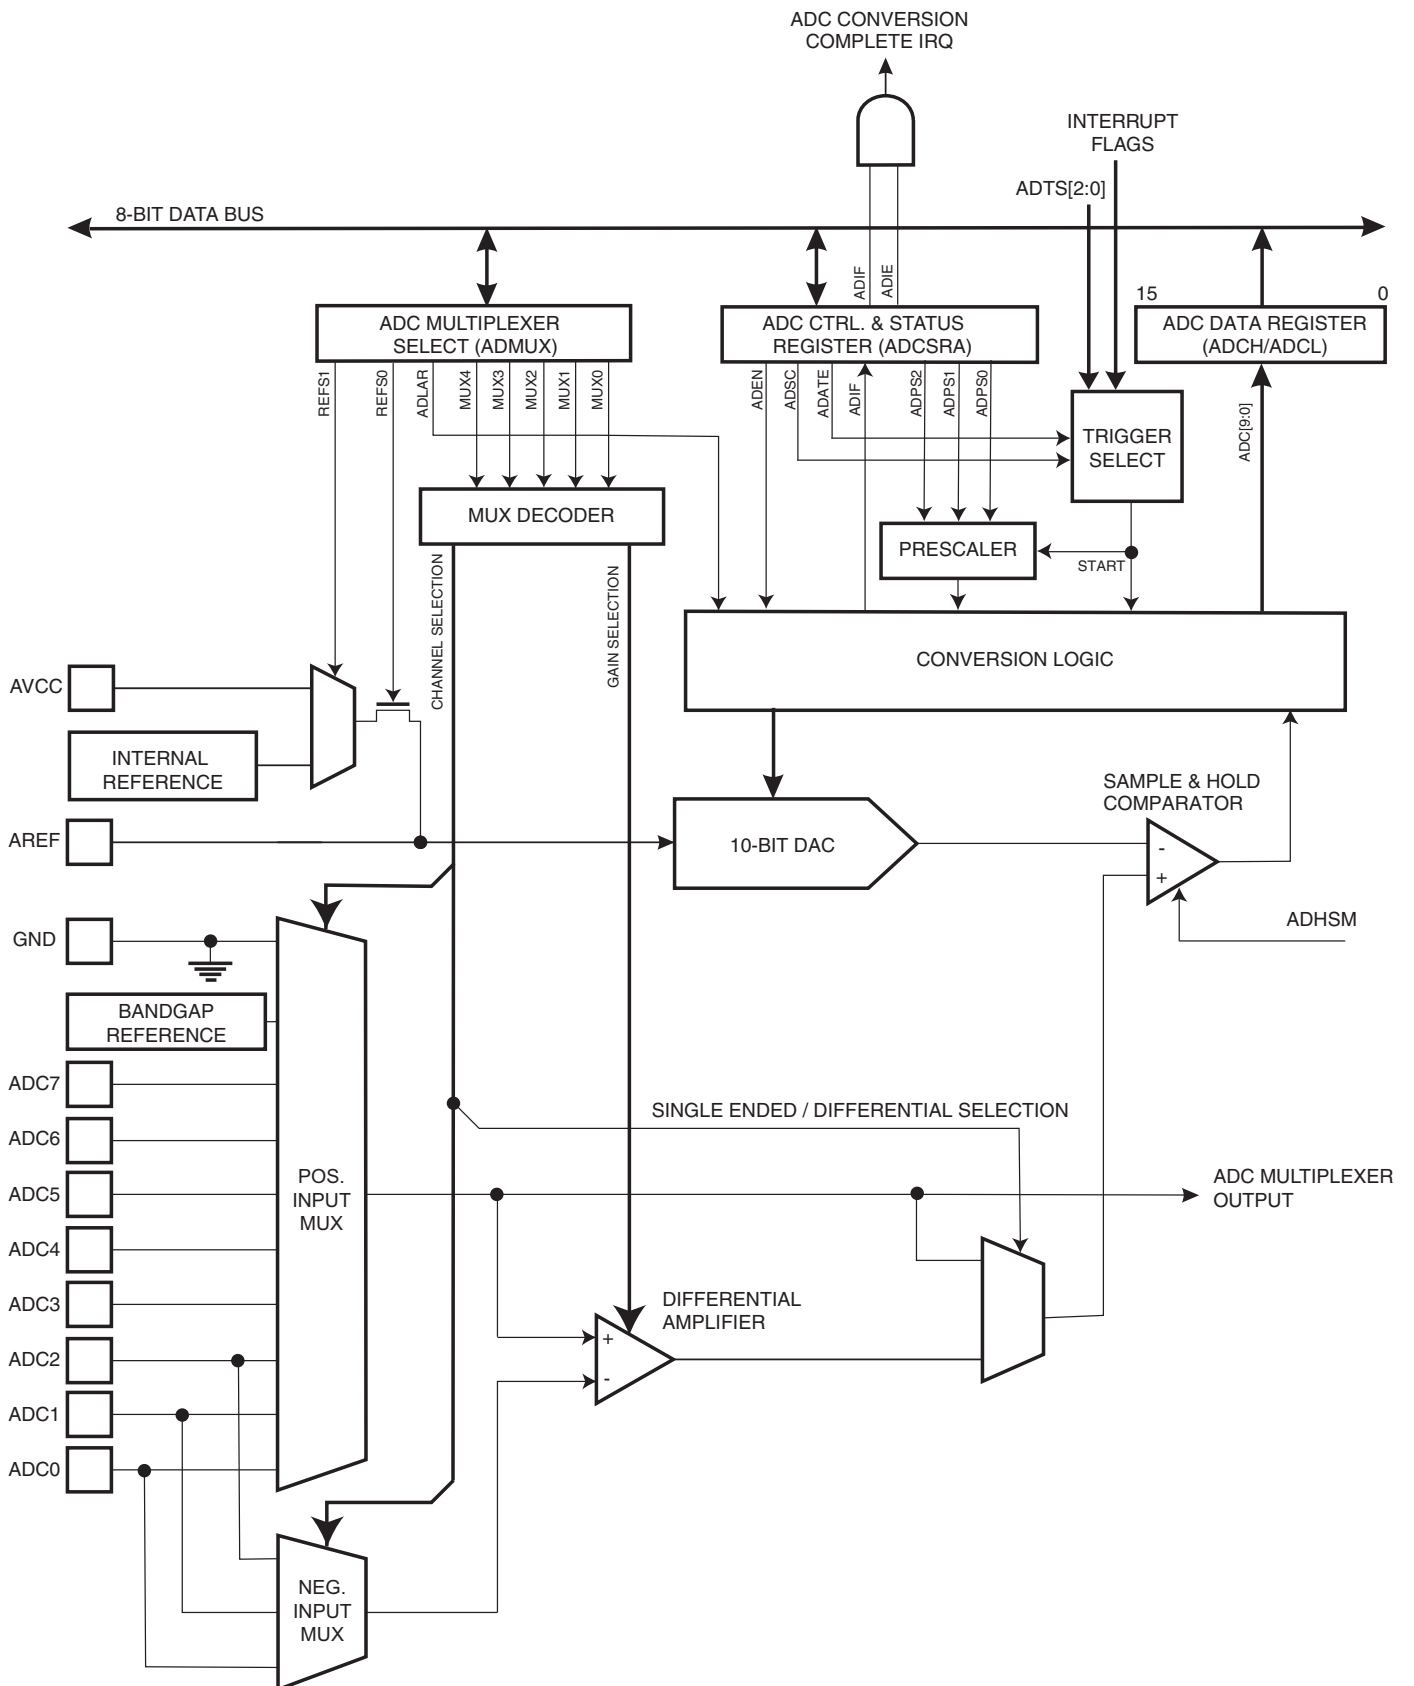 ADC CONVERSION
COMPLETE IRQ
INTERRUPT
FLAGS
ADTS[2:0]
8-BIT DATA BUS
ADIF
ADIE
15
0
ADC MULTIPLEXER
SELECT (ADMUX)
ADC CTRL. & STATUS
REGISTER (ADCSRA)
ADC DATA REGISTER
(ADCH/ADCL)
REFS1
REFS0
ADLAR
MUX4
MUX3
MUX2
MUX1
MUX0
ADEN
ADSC
ADATE
ADIF
ADPS2
ADPS1
ADPS0
ADC[9:0]
TRIGGER
SELECT
MUX DECODER
PRESCALER
START
CHANNEL SELECTION
GAIN SELECTION
CONVERSION LOGIC
AVCC
INTERNAL
REFERENCE
SAMPLE & HOLD
COMPARATOR
AREF
10-BIT DAC
-
+
ADHSM
GND
BANDGAP
REFERENCE
ADC7
ADC6
ADC5
ADC4
ADC3
ADC2
ADC1
ADC0
SINGLE ENDED / DIFFERENTIAL SELECTION
POS.
INPUT
MUX
ADC MULTIPLEXER
OUTPUT
DIFFERENTIAL
AMPLIFIER
+
-
NEG.
INPUT
MUX